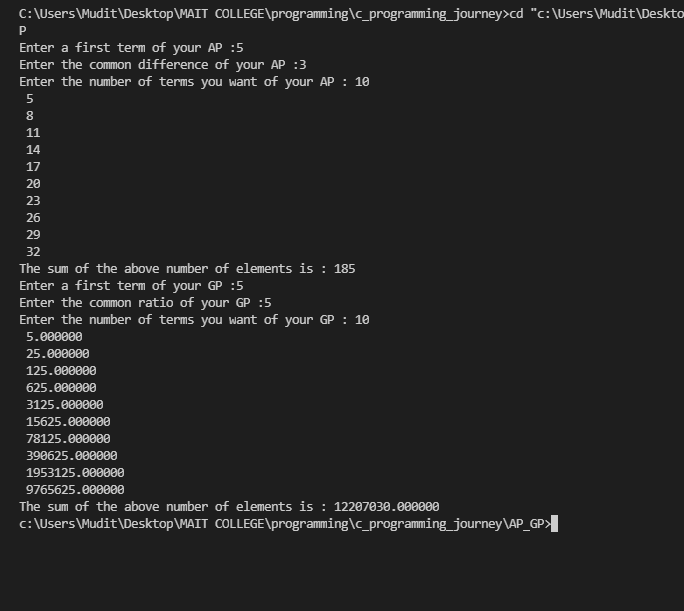 C:\Users\Mudit\Desktop\MAIT COLLEGE\programming\c_programming_journey>cd "c:\Users\Mudit\Deskto
P
Enter a first term of your AP :5
Enter the common difference of your AP :3
Enter the number of terms you want of your AP : 10
5
8
11
14
17
20
23
26
29
32
The sum of the above number of elements is : 185
Enter a first term of your GP :5
Enter the common ratio of your GP :5
Enter the number of terms you want of your GP : 10
5.000000
25.000000
125.000000
625.000000
3125.000000
15625.000000
78125.000000
390625.000000
1953125.000000
9765625.000000
The sum of the above number of elements is : 12207030.000000
c:\Users\Mudit\Desktop\MAIT COLLEGE\programming\c_programming_journey\AP_GP>